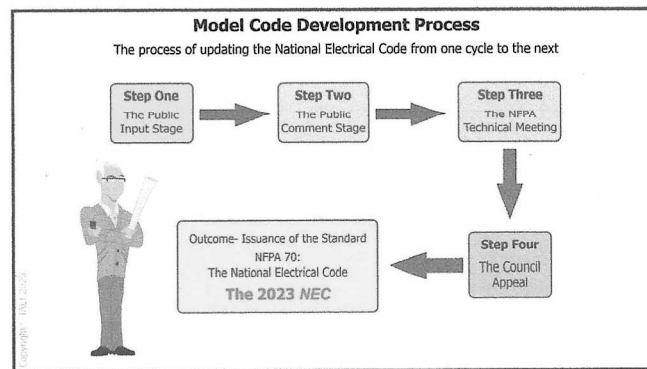 Model Code Development Process
The process of updating the National Electrical Code from one cycle to the next
Step One
The Public
Input Stage
Step Two
The Public
Comment Stage
Step Three
The NFPA
Technical Meeting
Step Four
The Council
Appeal
Outcome- Issuance of the Standard
NFPA 70:
The National Electrical Code
The 2023 NEC
Copyright